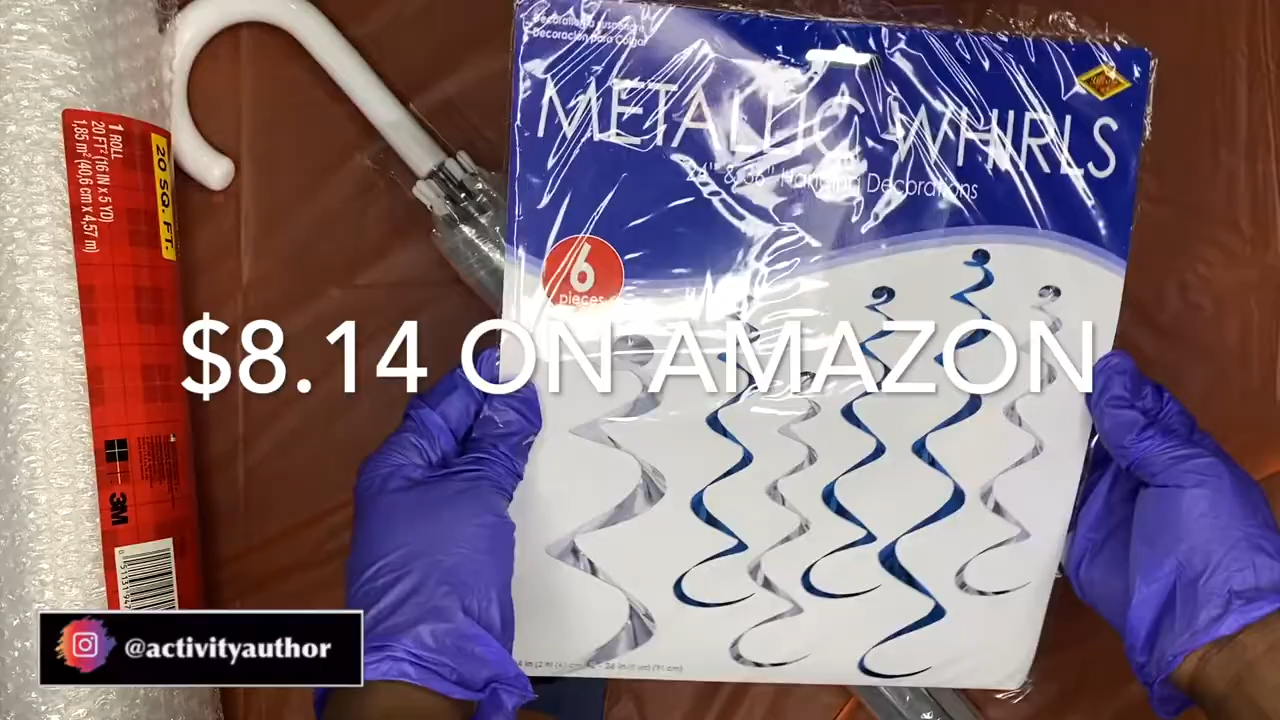 Decoración para Colgar
METALLIC WHIRLS
24" & 36" Hanging Decorations
6
pieces
$8.14 ON AMAZON
20 SQ. FT.
1 ROLL
20 FT² (16 IN x 5 YD)
1,85 m² (40,6 cm x 4,57 m)
3M
@activityauthor